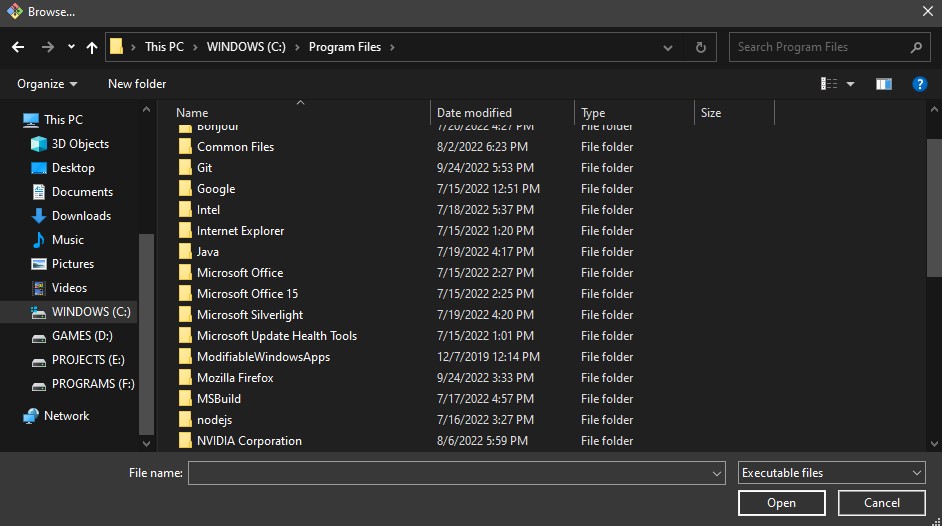 Browse...
This PC > WINDOWS (C:) > Program Files >
Search Program Files
Organize New folder
Name Date modified Type Size
Bonjour 7/20/2022 4:27 PM File folder
Common Files 8/2/2022 6:23 PM File folder
Git 9/24/2022 5:53 PM File folder
Google 7/15/2022 12:51 PM File folder
Intel 7/18/2022 5:37 PM File folder
Internet Explorer 7/15/2022 1:20 PM File folder
Java 7/19/2022 4:17 PM File folder
Microsoft Office 7/15/2022 2:27 PM File folder
Microsoft Office 15 7/15/2022 2:25 PM File folder
Microsoft Silverlight 7/19/2022 4:20 PM File folder
Microsoft Update Health Tools 7/15/2022 1:01 PM File folder
ModifiableWindowsApps 12/7/2019 12:14 PM File folder
Mozilla Firefox 9/24/2022 3:33 PM File folder
MSBuild 7/17/2022 4:57 PM File folder
nodejs 7/16/2022 3:27 PM File folder
NVIDIA Corporation 8/6/2022 5:59 PM File folder
This PC
3D Objects
Desktop
Documents
Downloads
Music
Pictures
Videos
WINDOWS (C:)
GAMES (D:)
PROJECTS (E:)
PROGRAMS (F:)
Network
File name:
Executable files
Open
Cancel